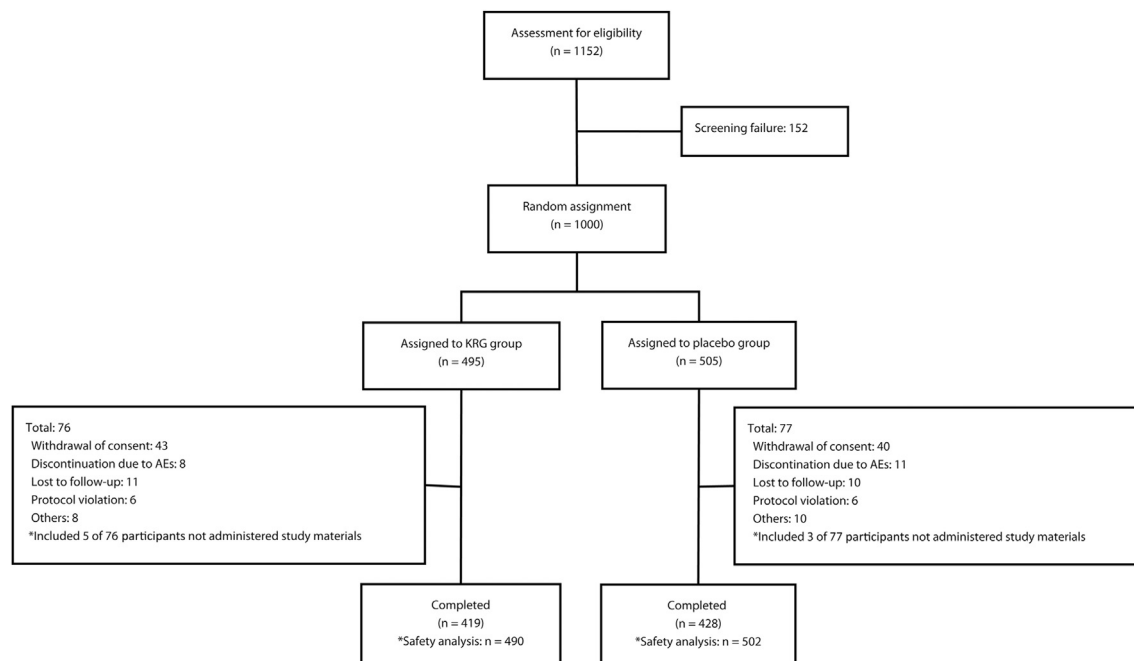 Assessment for eligibility
(n = 1152)
Screening failure: 152
Random assignment
(n = 1000)
Assigned to KRG group
(n = 495)
Assigned to placebo group
(n = 505)
Total: 76
Withdrawal of consent: 43
Discontinuation due to AEs: 8
Lost to follow-up: 11
Protocol violation: 6
Others: 8
*Included 5 of 76 participants not administered study materials
Total: 77
Withdrawal of consent: 40
Discontination due to AEs: 11
Lost to follow-up: 10
Protocol violation: 6
Others: 10
*Included 3 of 77 participants not administered study materials
Completed
(n = 419)
*Safety analysis: n = 490
Completed
(n = 428)
*Safety analysis: n = 502